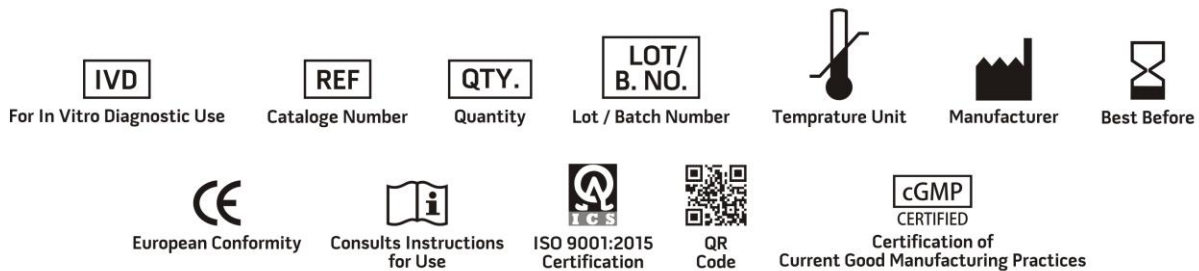 IVD
For In Vitro Diagnostic Use
REF
Cataloge Number
QTY.
Quantity
LOT/
B. NO.
Lot / Batch Number
Temprature Unit
Manufacturer
Best Before
CE
European Conformity
i
Consults Instructions
for Use
ICS
ISO 9001:2015
Certification
QR
Code
cGMP
CERTIFIED
Certification of
Current Good Manufacturing Practices